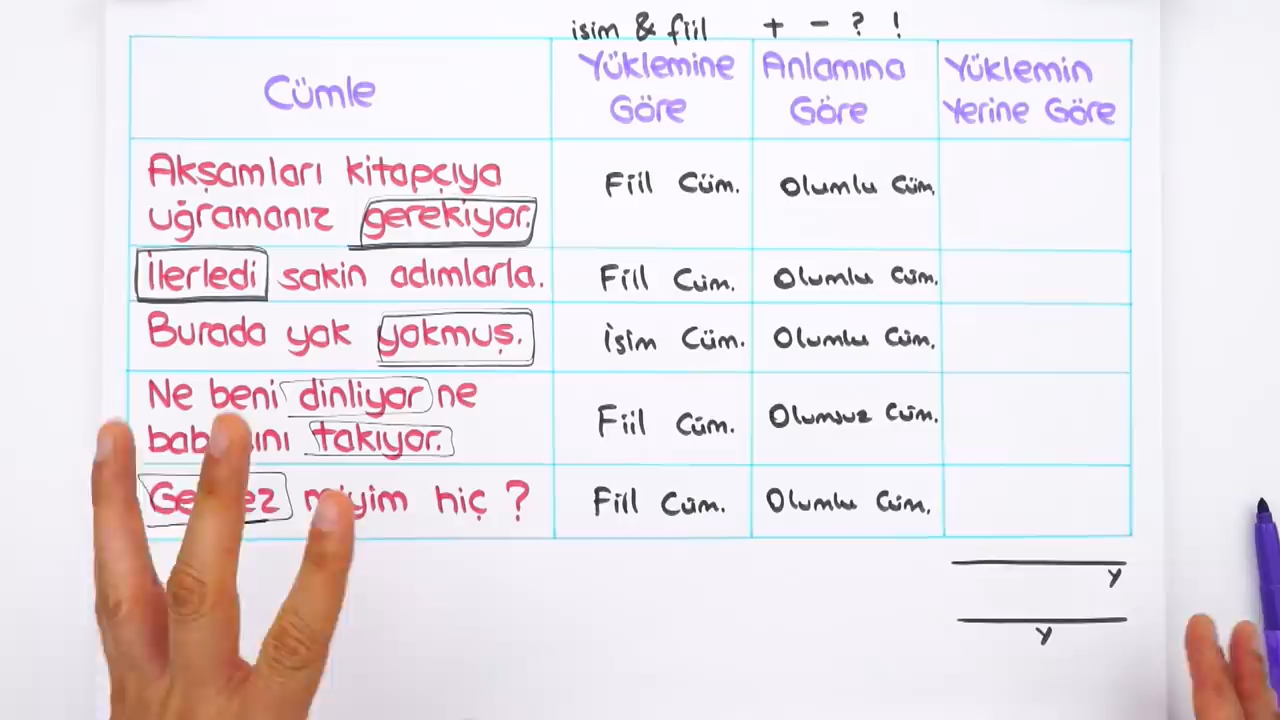 isim & fiil + - ? !
Cümle
Yüklemine Göre
Anlamına Göre
Yüklemin Yerine Göre
Akşamları kitapçıya
uğramanız gerekiyor.
Fiil Cüm.
Olumlu Cüm.
İlerledi sakin adımlarla.
Fiil Cüm.
Olumlu Cüm.
Burada yok yokmuş.
İsim Cüm.
Olumlu Cüm.
Ne beni dinliyor ne
takıyor.
Fiil Cüm.
Olumsuz Cüm.
hiç ?
Fiil Cüm.
Olumlu Cüm.
y
y